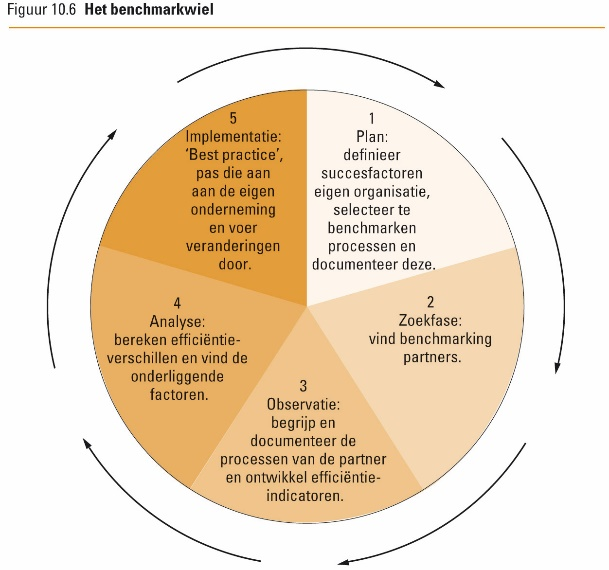 Figuur 10.6 Het benchmarkwiel
1
Plan:
definieer
succesfactoren
eigen organisatie,
selecteer te
benchmarken
processen en
documenteer deze.
2
Zoekfase:
vind benchmarking
partners.
3
Observatie:
begrijp en
documenteer de
processen van de partner
en ontwikkel efficiëntie-
indicatoren.
4
Analyse:
bereken efficiëntie-
verschillen en vind de
onderliggende
factoren.
5
Implementatie:
‘Best practice’,
pas die aan
aan de eigen
onderneming
en voer
veranderingen
door.